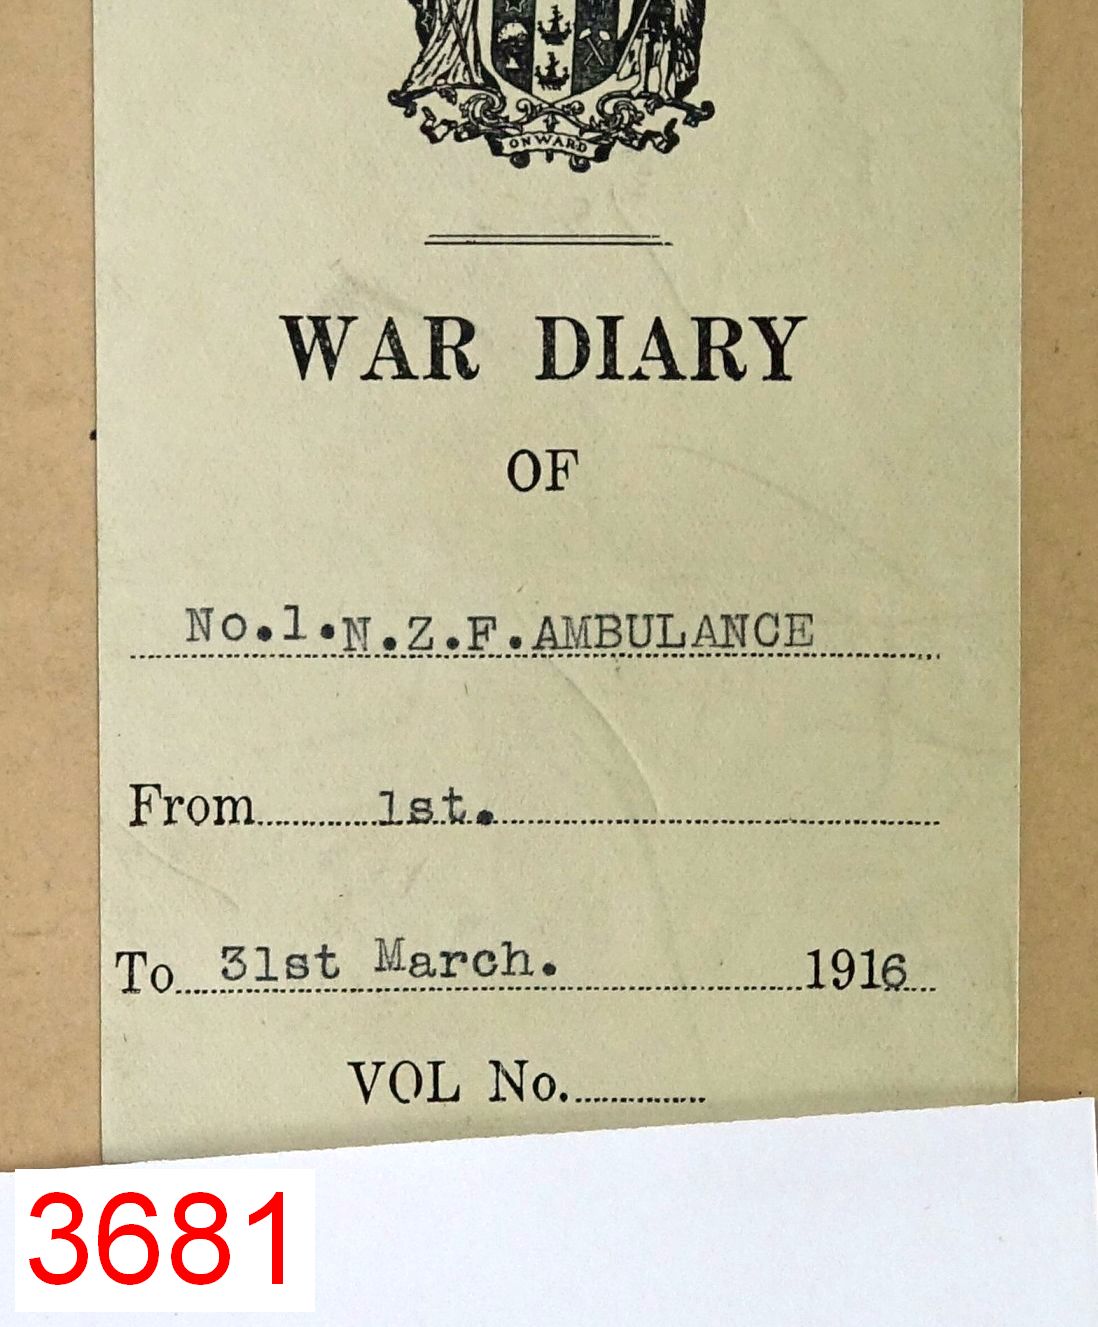 ONWARD
WAR DIARY
OF
No.1.N.Z.F.AMBULANCE
From 1st.
To 31st March. 1916
VOL No.
3681